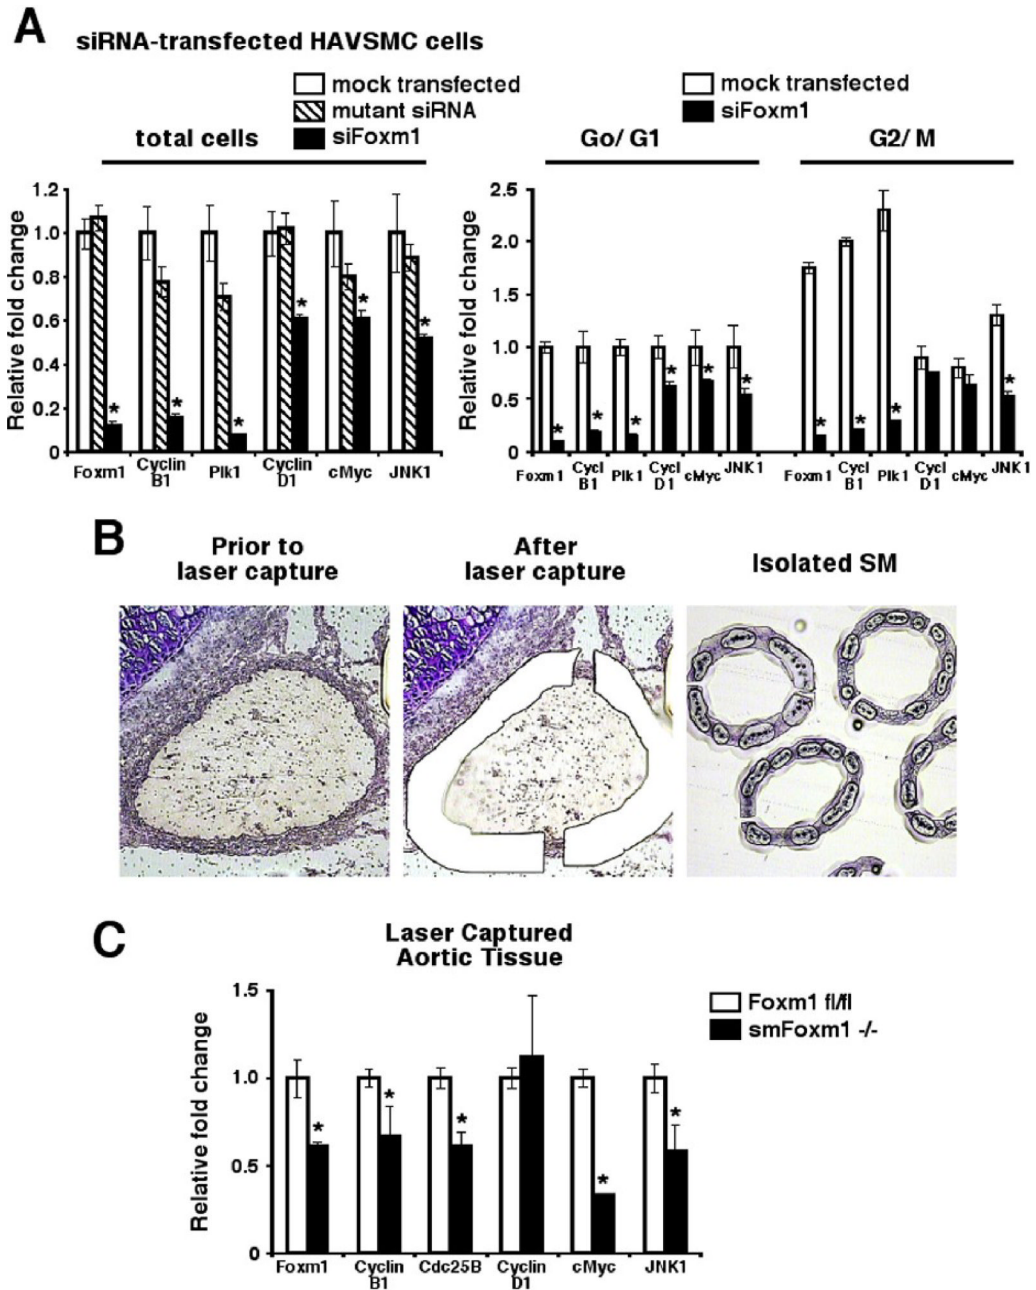 A
siRNA-transfected HAVSMC cells
mock transfected
mutant siRNA
siFoxm1
total cells
mock transfected
siFoxm1
Go/ G1
G2/ M
Relative fold change
1.2
1.0
0.8
0.6
0.4
0.2
0
* * * * * *
Foxm1 Cyclin B1 Plk1 Cyclin D1 cMyc JNK1
Relative fold change
2.5
2.0
1.5
1.0
0.5
0
* * * * * *
* * * *
Foxm1 Cycl B1 Plk1 Cycl D1 cMyc JNK1
Foxm1 Cycl B1 Plk1 Cycl D1 cMyc JNK1
B
Prior to
laser capture
After
laser capture
Isolated SM
C
Laser Captured
Aortic Tissue
Foxm1 fl/fl
smFoxm1 -/-
Relative fold change
1.5
1.0
0.5
0
* * * * *
Foxm1 Cyclin B1 Cdc25B Cyclin D1 cMyc JNK1